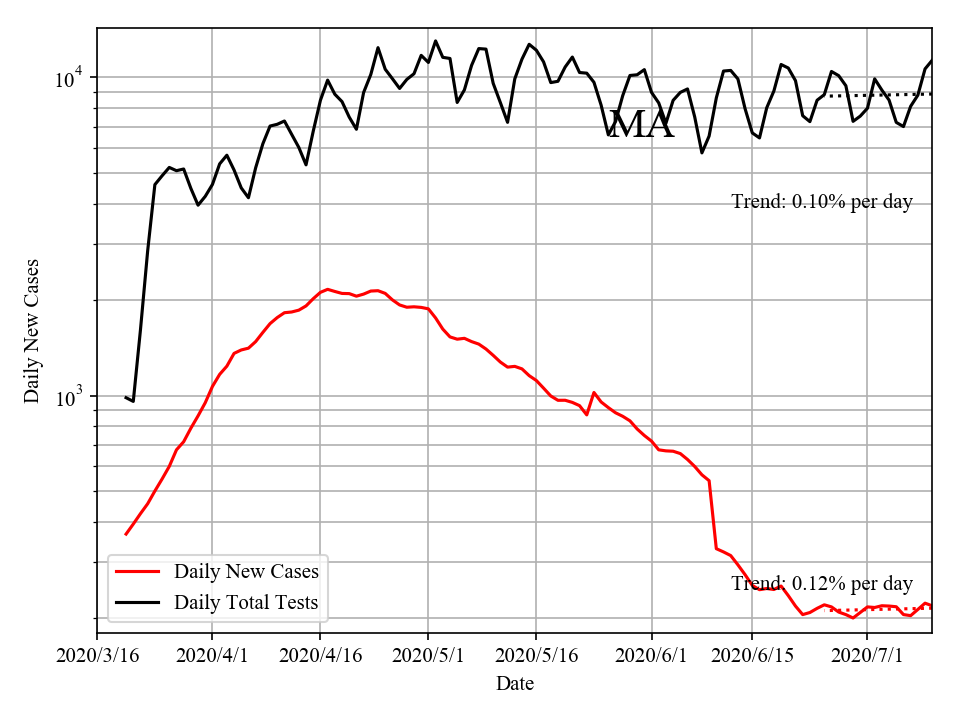 10^4
MA
Trend: 0.10% per day
Daily New Cases
10^3
Trend: 0.12% per day
Daily New Cases
Daily Total Tests
2020/3/16 2020/4/1 2020/4/16 2020/5/1 2020/5/16 2020/6/1 2020/6/15 2020/7/1
Date